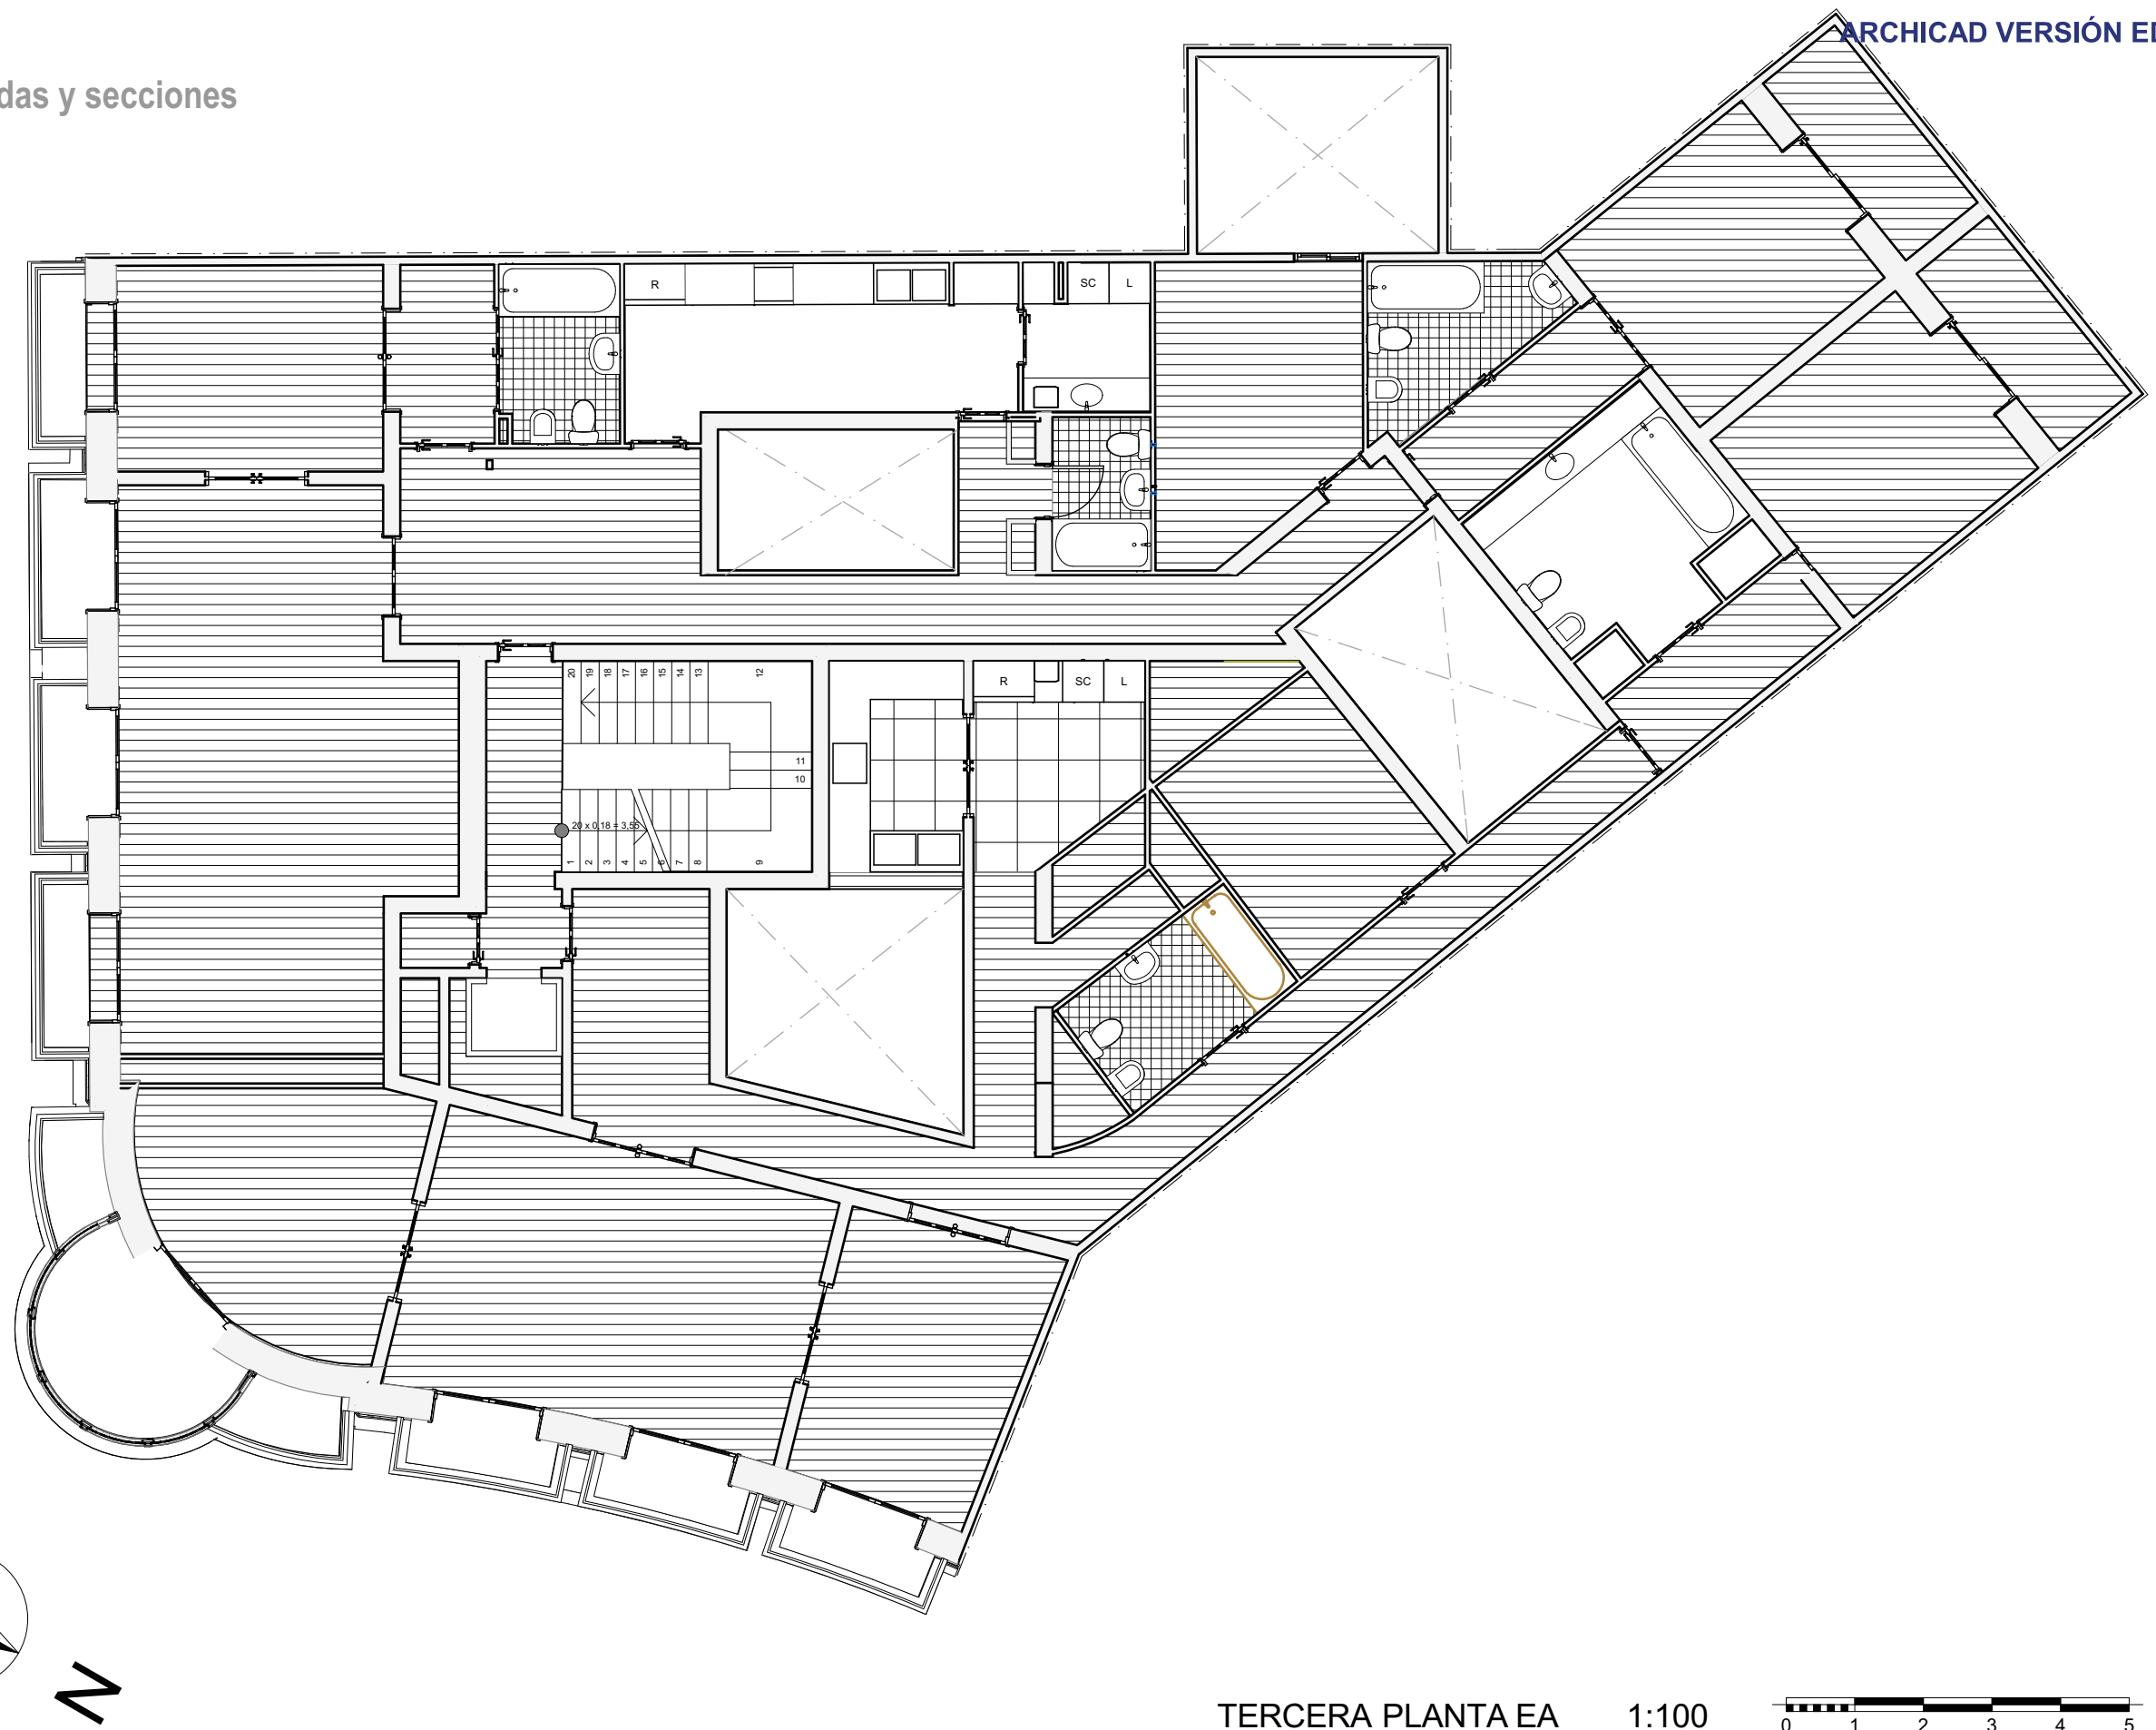 ARCHICAD VERSIÓN ED
das y secciones
R
SC L
20 19 18 17 16 15 14 13 12
R SC L
11
10
20 x 0,18 = 3,55
1 2 3 4 5 6 7 8 9
N
TERCERA PLANTA EA 1:100
0 1 2 3 4 5